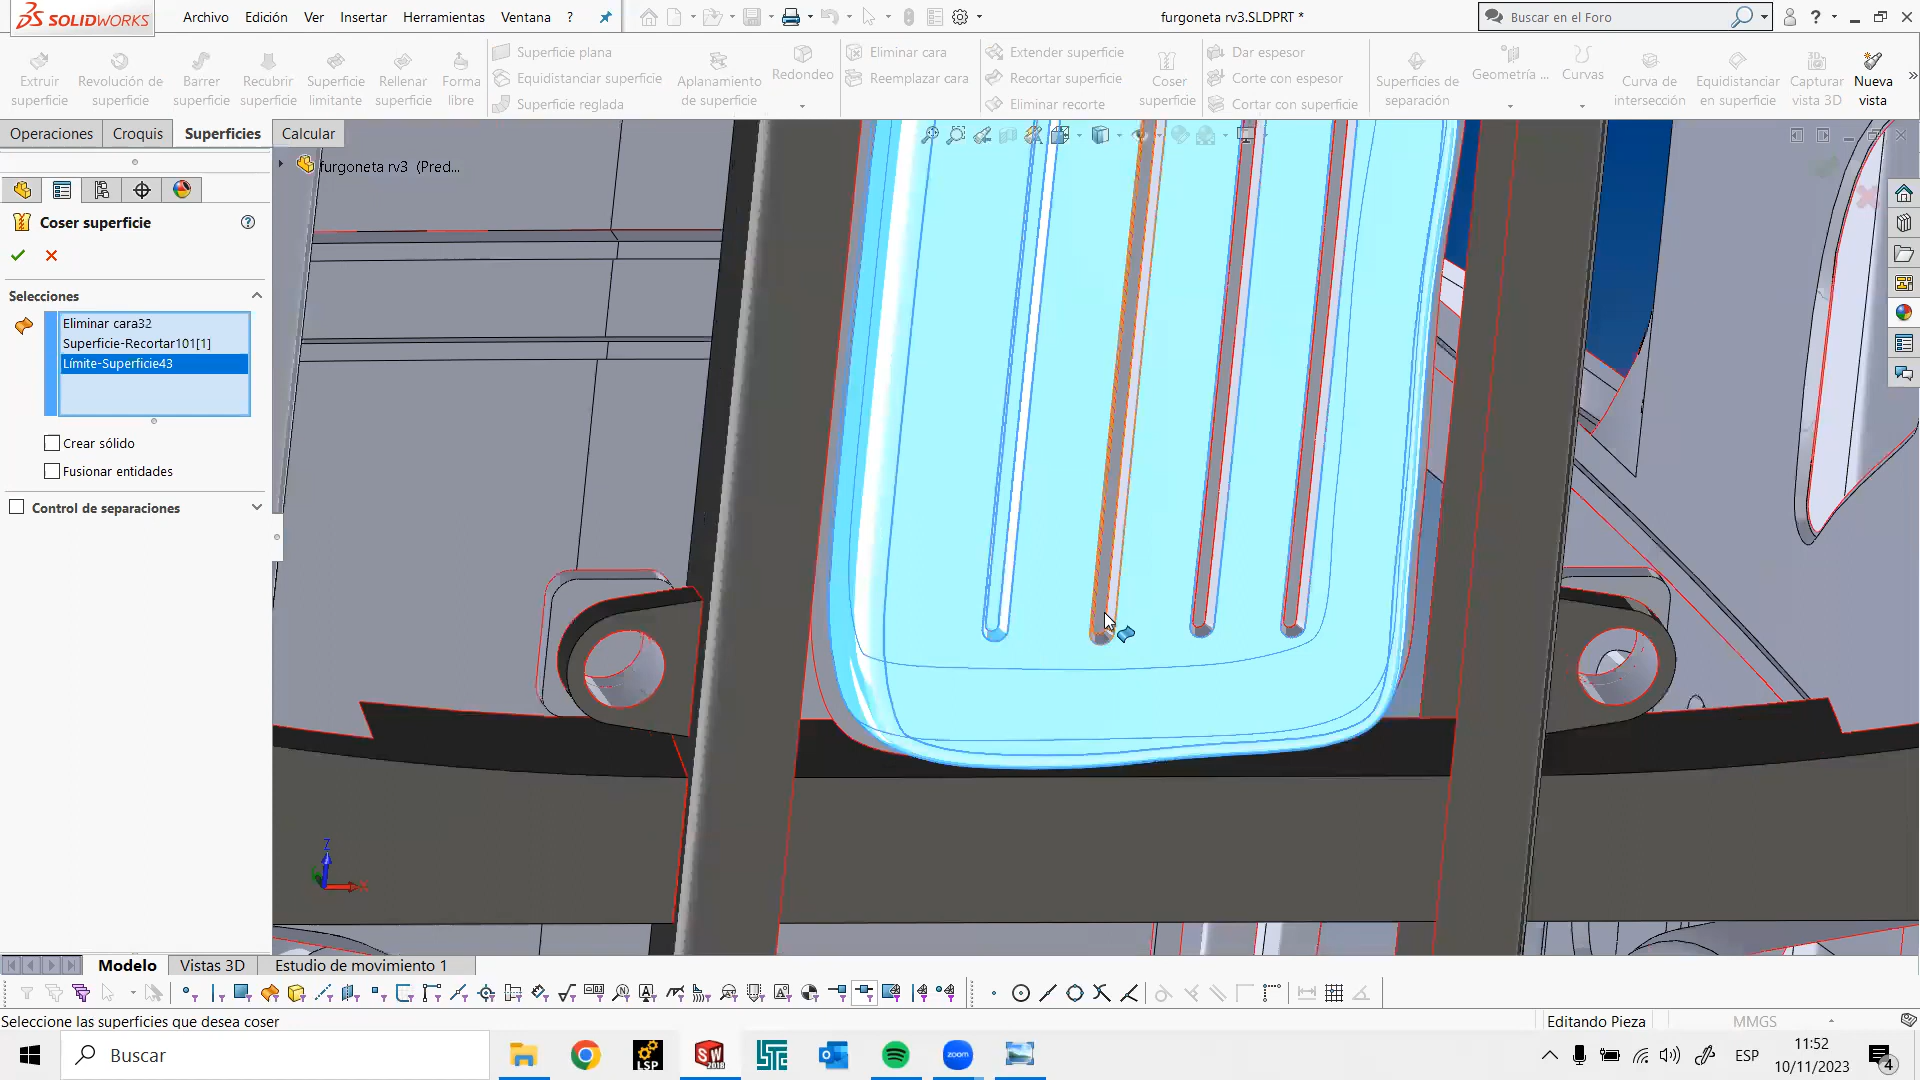 SOLIDWORKS
Archivo
Edición
Ver
Insertar
Herramientas
Ventana
?
furgoneta rv3.SLDPRT *
Buscar en el Foro
Extruir superficie
Revolución de superficie
Barrer superficie
Recubrir superficie
Superficie limitante
Rellenar superficie
Forma libre
Superficie plana
Equidistanciar superficie
Superficie reglada
Aplanamiento de superficie
Redondeo
Eliminar cara
Reemplazar cara
Extender superficie
Recortar superficie
Eliminar recorte
Coser superficie
Dar espesor
Corte con espesor
Cortar con superficie
Superficies de separación
Geometría ...
Curvas
Curva de intersección
Equidistanciar en superficie
Capturar vista 3D
Nueva vista
Operaciones
Croquis
Superficies
Calcular
furgoneta rv3 (Pred...
Coser superficie
Selecciones
Eliminar cara32
Superficie-Recortar101[1]
Límite-Superficie43
Crear sólido
Fusionar entidades
Control de separaciones
Z
X
Modelo
Vistas 3D
Estudio de movimiento 1
Seleccione las superficies que desea coser
Editando Pieza
MMGS
Buscar
LSP
SW
2018
zoom
ESP
11:52
10/11/2023
4